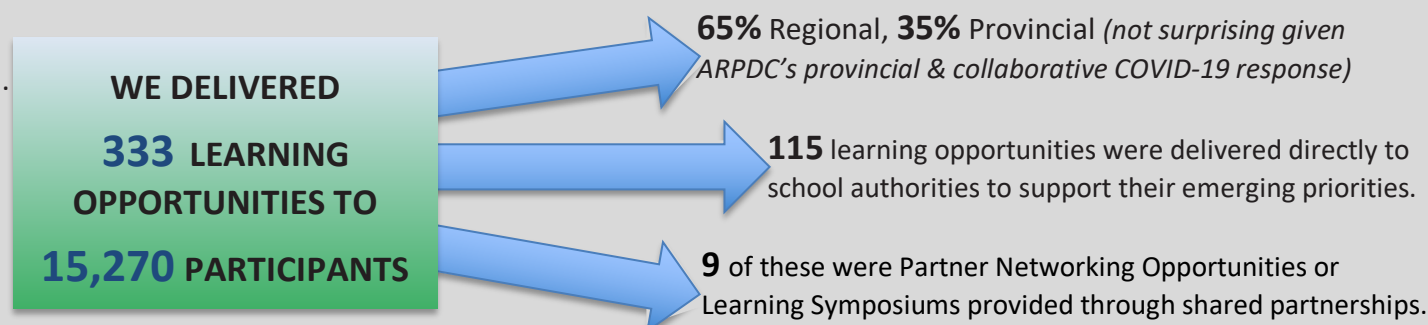 WE DELIVERED
333 LEARNING
OPPORTUNITIES TO
15,270 PARTICIPANTS
65% Regional, 35% Provincial (not surprising given
ARPDC’s provincial & collaborative COVID-19 response)
115 learning opportunities were delivered directly to
school authorities to support their emerging priorities.
9 of these were Partner Networking Opportunities or
Learning Symposiums provided through shared partnerships.